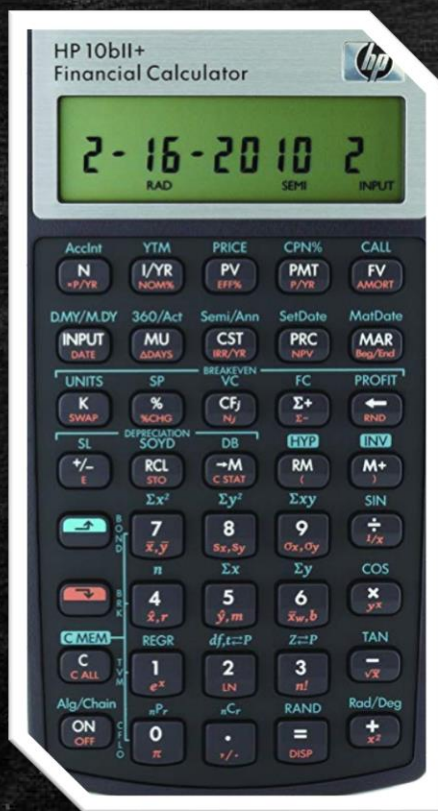 HP 10bII+
Financial Calculator
hp
2-16-2010 2
RAD SEMI INPUT
AccInt YTM PRICE CPN% CALL
N I/YR PV PMT FV
×P/YR NOM% EFF% P/YR AMORT
D.MY/M.DY 360/Act Semi/Ann SetDate MatDate
INPUT MU CST PRC MAR
DATE ΔDAYS IRR/YR NPV Beg/End
BREAKEVEN
UNITS SP VC FC PROFIT
K % CFj Σ+ ←
SWAP %CHG Nj Σ− RND
DEPRECIATION
SL SOYD DB HYP INV
+/− RCL →M RM M+
E STO C STAT ( )
Σx² Σy² Σxy SIN
BOND
7 8 9 ÷
x̄,ȳ Sx,Sy σx,σy 1/x
n Σx Σy COS
BRK
4 5 6 ×
x̂,r ŷ,m x̄w,b yˣ
C MEM REGR df,t⇄P Z⇄P TAN
TVM
C 1 2 3 −
C ALL eˣ LN n! √x
Alg/Chain nPr nCr RAND Rad/Deg
CFLO
ON 0 . = +
OFF π ,/. DISP x²